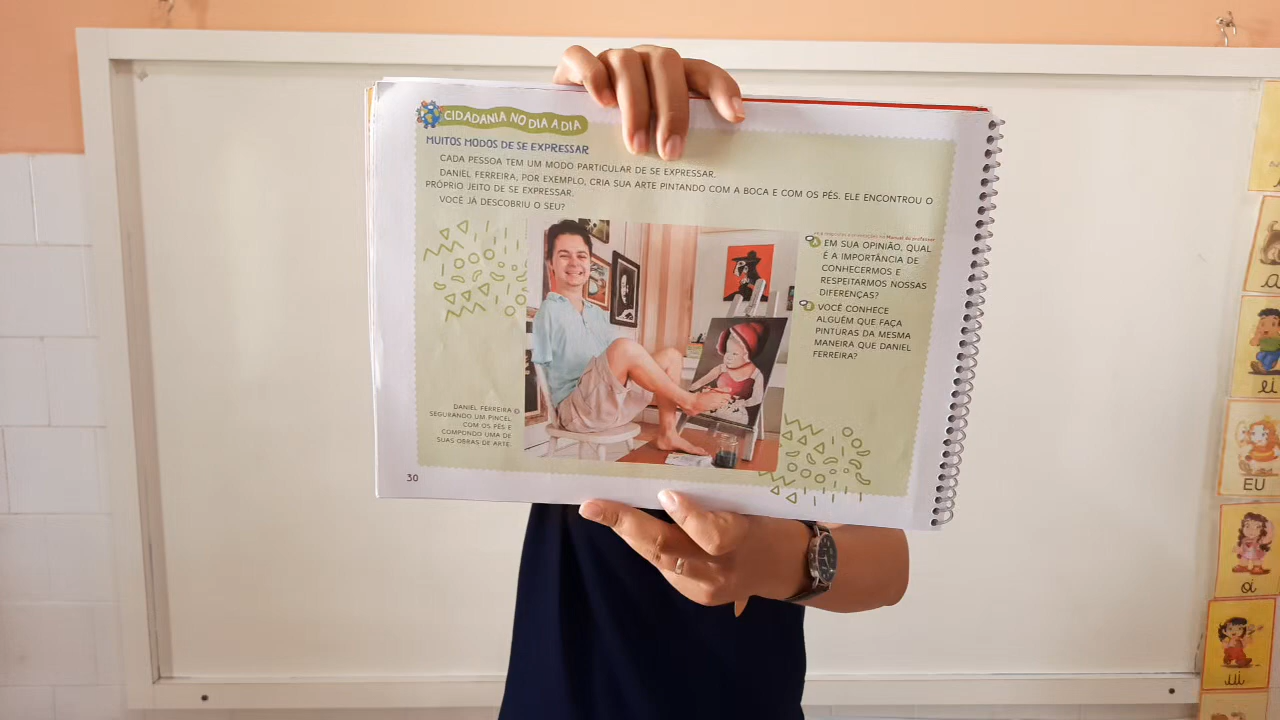 CIDADANIA NO DIA A DIA
MUITOS MODOS DE SE EXPRESSAR
CADA PESSOA TEM UM MODO PARTICULAR DE SE EXPRESSAR.
DANIEL FERREIRA, POR EXEMPLO, CRIA SUA ARTE PINTANDO COM A BOCA E COM OS PÉS. ELE ENCONTROU O
PRÓPRIO JEITO DE SE EXPRESSAR.
VOCÊ JÁ DESCOBRIU O SEU?
Manual do professor
EM SUA OPINIÃO, QUAL
É A IMPORTÂNCIA DE
CONHECERMOS E
RESPEITARMOS NOSSAS
DIFERENÇAS?
VOCÊ CONHECE
ALGUÉM QUE FAÇA
PINTURAS DA MESMA
MANEIRA QUE DANIEL
FERREIRA?
DANIEL FERREIRA
SEGURANDO UM PINCEL
COM OS PÉS E
COMPONDO UMA DE
SUAS OBRAS DE ARTE.
30
ei
EU
oi
ui